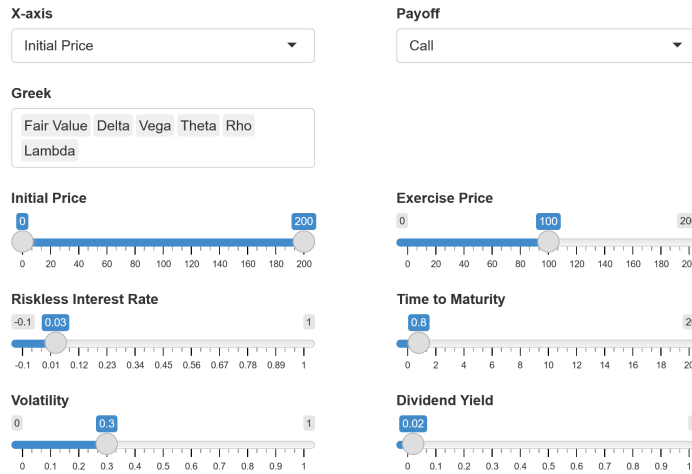 X-axis
Payoff
Initial Price
Call
Greek
Fair Value Delta Vega Theta Rho
Lambda
Initial Price
Exercise Price
0 200
0 100 20
0 20 40 60 80 100 120 140 160 180 200
0 20 40 60 80 100 120 140 160 180 20
Riskless Interest Rate
Time to Maturity
-0.1 0.03 1
0.8 2
-0.1 0.01 0.12 0.23 0.34 0.45 0.56 0.67 0.78 0.89 1
0 2 4 6 8 10 12 14 16 18 20
Volatility
Dividend Yield
0 0.3 1
0.02
0 0.1 0.2 0.3 0.4 0.5 0.6 0.7 0.8 0.9 1
0 0.1 0.2 0.3 0.4 0.5 0.6 0.7 0.8 0.9 1